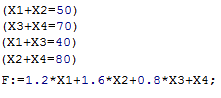 (X1+X2=50)
(X3+X4=70)
(X1+X3=40)
(X2+X4=80)
F:=1.2*X1+1.6*X2+0.8*X3+X4;